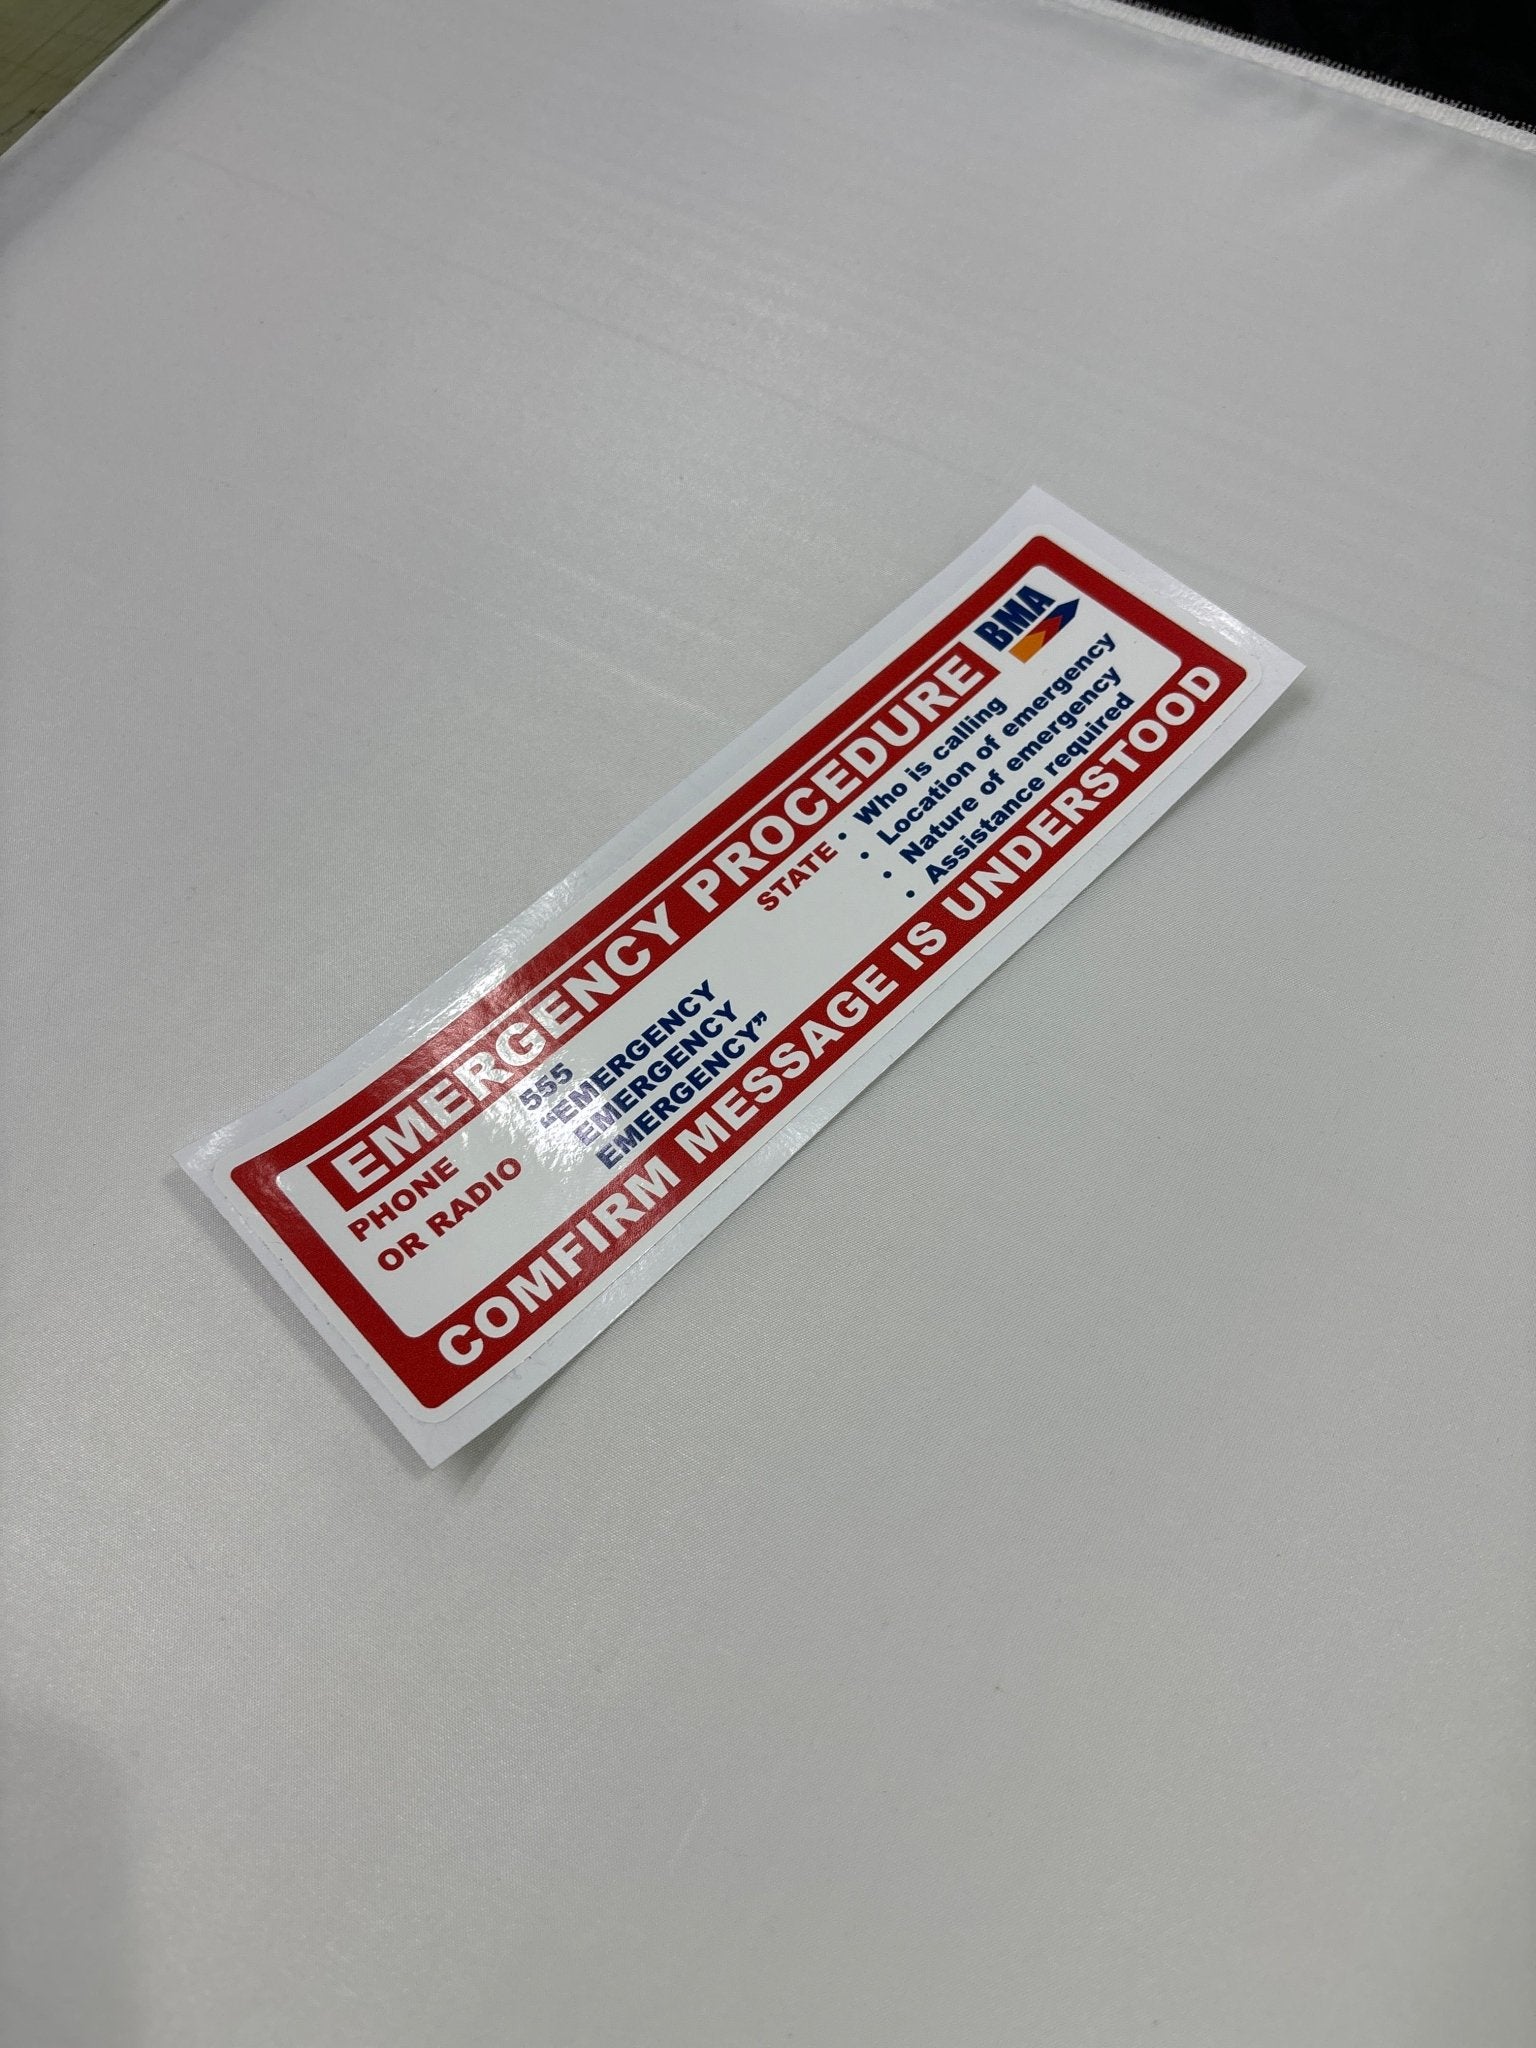 EMERGENCY PROCEDURE
BMA
PHONE 555
OR RADIO "EMERGENCY
EMERGENCY
EMERGENCY"
STATE
• Who is calling
• Location of emergency
• Nature of emergency
• Assistance required
COMFIRM MESSAGE IS UNDERSTOOD